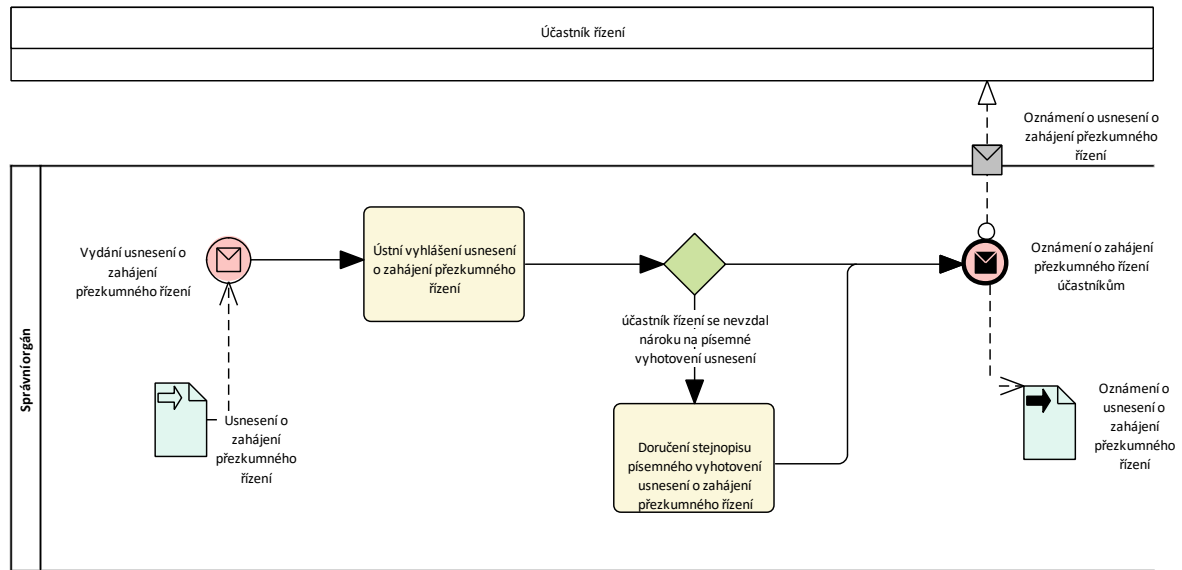 Účastník řízení
Oznámení o usnesení o
zahájení přezkumného
řízení
Správní orgán
Vydání usnesení o
zahájení
přezkumného řízení
Ústní vyhlášení usnesení
o zahájení přezkumného
řízení
Oznámení o zahájení
přezkumného řízení
účastníkům
účastník řízení se nevzdal
nároku na písemné
vyhotovení usnesení
Usnesení o
zahájení
přezkumného
řízení
Doručení stejnopisu
písemného vyhotovení
usnesení o zahájení
přezkumného řízení
Oznámení o
usnesení o
zahájení
přezkumného
řízení